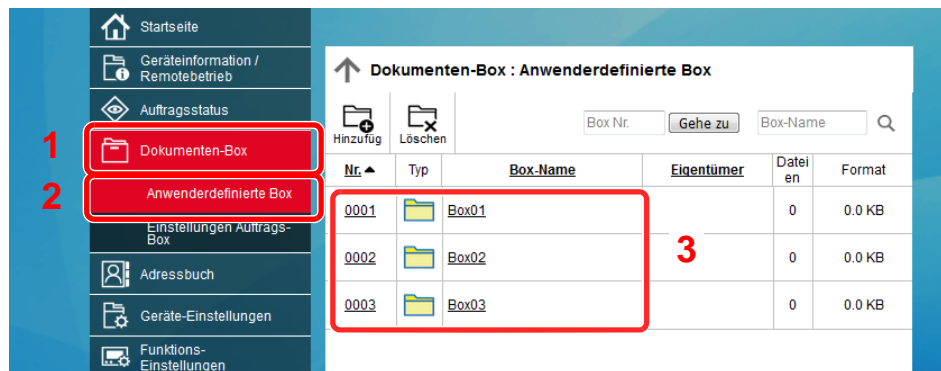 Startseite
Geräteinformation /
Remotebetrieb
Auftragsstatus
1
Dokumenten-Box
2
Anwenderdefinierte Box
Einstellungen Auftrags-
Box
Adressbuch
Geräte-Einstellungen
Funktions-
Einstellungen
Dokumenten-Box : Anwenderdefinierte Box
Hinzufüg Löschen Box Nr. Gehe zu Box-Name
Nr. Typ Box-Name Eigentümer Datei
en Format
0001 Box01 0 0.0 KB
0002 Box02 3 0 0.0 KB
0003 Box03 0 0.0 KB